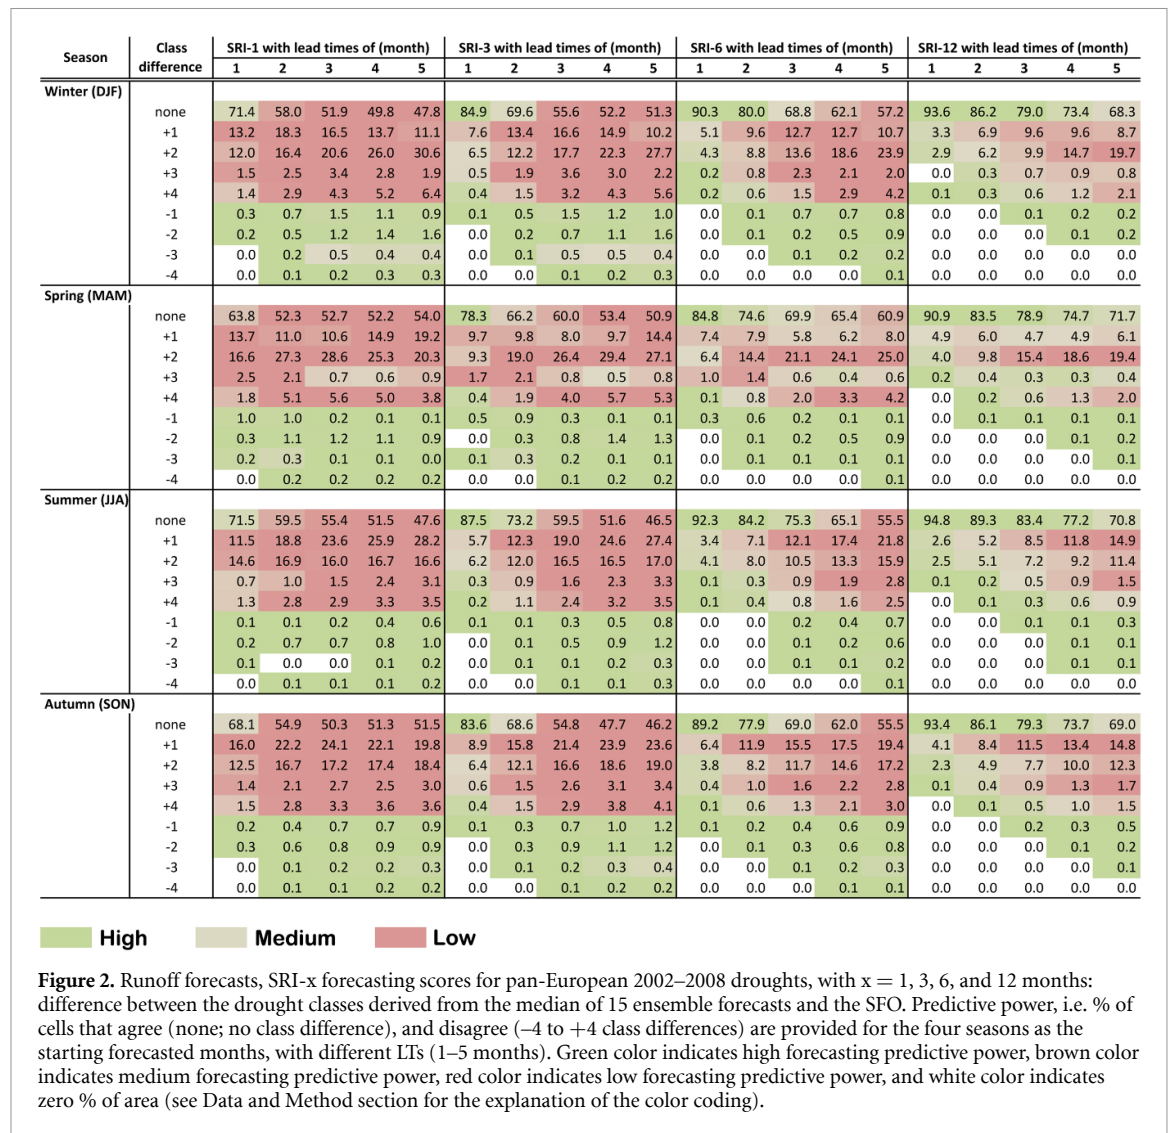 Season Class difference SRI-1 with lead times of (month) SRI-3 with lead times of (month) SRI-6 with lead times of (month) SRI-12 with lead times of (month)
1 2 3 4 5 1 2 3 4 5 1 2 3 4 5 1 2 3 4 5
Winter (DJF)
none 71.4 58.0 51.9 49.8 47.8 84.9 69.6 55.6 52.2 51.3 90.3 80.0 68.8 62.1 57.2 93.6 86.2 79.0 73.4 68.3
+1 13.2 18.3 16.5 13.7 11.1 7.6 13.4 16.6 14.9 10.2 5.1 9.6 12.7 12.7 10.7 3.3 6.9 9.6 9.6 8.7
+2 12.0 16.4 20.6 26.0 30.6 6.5 12.2 17.7 22.3 27.7 4.3 8.8 13.6 18.6 23.9 2.9 6.2 9.9 14.7 19.7
+3 1.5 2.5 3.4 2.8 1.9 0.5 1.9 3.6 3.0 2.2 0.2 0.8 2.3 2.1 2.0 0.0 0.3 0.7 0.9 0.8
+4 1.4 2.9 4.3 5.2 6.4 0.4 1.5 3.2 4.3 5.6 0.2 0.6 1.5 2.9 4.2 0.1 0.3 0.6 1.2 2.1
-1 0.3 0.7 1.5 1.1 0.9 0.1 0.5 1.5 1.2 1.0 0.0 0.1 0.7 0.7 0.8 0.0 0.0 0.1 0.2 0.2
-2 0.2 0.5 1.2 1.4 1.6 0.0 0.2 0.7 1.1 1.6 0.0 0.1 0.2 0.5 0.9 0.0 0.0 0.0 0.1 0.2
-3 0.0 0.2 0.5 0.4 0.4 0.0 0.1 0.5 0.5 0.4 0.0 0.0 0.1 0.2 0.2 0.0 0.0 0.0 0.0 0.0
-4 0.0 0.1 0.2 0.3 0.3 0.0 0.0 0.1 0.2 0.3 0.0 0.0 0.0 0.0 0.1 0.0 0.0 0.0 0.0 0.0
Spring (MAM)
none 63.8 52.3 52.7 52.2 54.0 78.3 66.2 60.0 53.4 50.9 84.8 74.6 69.9 65.4 60.9 90.9 83.5 78.9 74.7 71.7
+1 13.7 11.0 10.6 14.9 19.2 9.7 9.8 8.0 9.7 14.4 7.4 7.9 5.8 6.2 8.0 4.9 6.0 4.7 4.9 6.1
+2 16.6 27.3 28.6 25.3 20.3 9.3 19.0 26.4 29.4 27.1 6.4 14.4 21.1 24.1 25.0 4.0 9.8 15.4 18.6 19.4
+3 2.5 2.1 0.7 0.6 0.9 1.7 2.1 0.8 0.5 0.8 1.0 1.4 0.6 0.4 0.6 0.2 0.4 0.3 0.3 0.4
+4 1.8 5.1 5.6 5.0 3.8 0.4 1.9 4.0 5.7 5.3 0.1 0.8 2.0 3.3 4.2 0.0 0.2 0.6 1.3 2.0
-1 1.0 1.0 0.2 0.1 0.1 0.5 0.9 0.3 0.1 0.1 0.3 0.6 0.2 0.1 0.1 0.0 0.1 0.1 0.1 0.1
-2 0.3 1.1 1.2 1.1 0.9 0.0 0.3 0.8 1.4 1.3 0.0 0.1 0.2 0.5 0.9 0.0 0.0 0.0 0.1 0.2
-3 0.2 0.3 0.1 0.1 0.0 0.1 0.3 0.2 0.1 0.1 0.0 0.1 0.1 0.1 0.1 0.0 0.0 0.0 0.0 0.1
-4 0.0 0.2 0.2 0.2 0.2 0.0 0.0 0.1 0.2 0.2 0.0 0.0 0.0 0.0 0.1 0.0 0.0 0.0 0.0 0.0
Summer (JJA)
none 71.5 59.5 55.4 51.5 47.6 87.5 73.2 59.5 51.6 46.5 92.3 84.2 75.3 65.1 55.5 94.8 89.3 83.4 77.2 70.8
+1 11.5 18.8 23.6 25.9 28.2 5.7 12.3 19.0 24.6 27.4 3.4 7.1 12.1 17.4 21.8 2.6 5.2 8.5 11.8 14.9
+2 14.6 16.9 16.0 16.7 16.6 6.2 12.0 16.5 16.5 17.0 4.1 8.0 10.5 13.3 15.9 2.5 5.1 7.2 9.2 11.4
+3 0.7 1.0 1.5 2.4 3.1 0.3 0.9 1.6 2.3 3.3 0.1 0.3 0.9 1.9 2.8 0.1 0.2 0.5 0.9 1.5
+4 1.3 2.8 2.9 3.3 3.5 0.2 1.1 2.4 3.2 3.5 0.1 0.4 0.8 1.6 2.5 0.0 0.1 0.3 0.6 0.9
-1 0.1 0.1 0.2 0.4 0.6 0.1 0.1 0.3 0.5 0.8 0.0 0.0 0.2 0.4 0.7 0.0 0.0 0.1 0.1 0.3
-2 0.2 0.7 0.7 0.8 1.0 0.0 0.1 0.5 0.9 1.2 0.0 0.0 0.1 0.2 0.6 0.0 0.0 0.0 0.1 0.1
-3 0.1 0.0 0.0 0.1 0.2 0.0 0.1 0.1 0.2 0.3 0.0 0.0 0.1 0.1 0.2 0.0 0.0 0.0 0.1 0.1
-4 0.0 0.1 0.1 0.1 0.2 0.0 0.0 0.1 0.1 0.3 0.0 0.0 0.0 0.0 0.1 0.0 0.0 0.0 0.0 0.0
Autumn (SON)
none 68.1 54.9 50.3 51.3 51.5 83.6 68.6 54.8 47.7 46.2 89.2 77.9 69.0 62.0 55.5 93.4 86.1 79.3 73.7 69.0
+1 16.0 22.2 24.1 22.1 19.8 8.9 15.8 21.4 23.9 23.6 6.4 11.9 15.5 17.5 19.4 4.1 8.4 11.5 13.4 14.8
+2 12.5 16.7 17.2 17.4 18.4 6.4 12.1 16.6 18.6 19.0 3.8 8.2 11.7 14.6 17.2 2.3 4.9 7.7 10.0 12.3
+3 1.4 2.1 2.7 2.5 3.0 0.6 1.5 2.6 3.1 3.4 0.4 1.0 1.6 2.2 2.8 0.1 0.4 0.9 1.3 1.7
+4 1.5 2.8 3.3 3.6 3.6 0.4 1.5 2.9 3.8 4.1 0.1 0.6 1.3 2.1 3.0 0.0 0.1 0.5 1.0 1.5
-1 0.2 0.4 0.7 0.7 0.9 0.1 0.3 0.7 1.0 1.2 0.1 0.2 0.4 0.6 0.9 0.0 0.0 0.2 0.3 0.5
-2 0.3 0.6 0.8 0.9 0.9 0.0 0.3 0.9 1.1 1.2 0.0 0.1 0.3 0.6 0.8 0.0 0.0 0.0 0.1 0.2
-3 0.0 0.1 0.2 0.2 0.3 0.0 0.1 0.2 0.3 0.4 0.0 0.0 0.1 0.2 0.3 0.0 0.0 0.0 0.0 0.1
-4 0.0 0.1 0.1 0.2 0.2 0.0 0.0 0.1 0.2 0.2 0.0 0.0 0.0 0.1 0.1 0.0 0.0 0.0 0.0 0.0
High Medium Low
Figure 2. Runoff forecasts, SRI-x forecasting scores for pan-European 2002–2008 droughts, with x = 1, 3, 6, and 12 months:
difference between the drought classes derived from the median of 15 ensemble forecasts and the SFO. Predictive power, i.e. % of
cells that agree (none; no class difference), and disagree (–4 to +4 class differences) are provided for the four seasons as the
starting forecasted months, with different LTs (1–5 months). Green color indicates high forecasting predictive power, brown color
indicates medium forecasting predictive power, red color indicates low forecasting predictive power, and white color indicates
zero % of area (see Data and Method section for the explanation of the color coding).